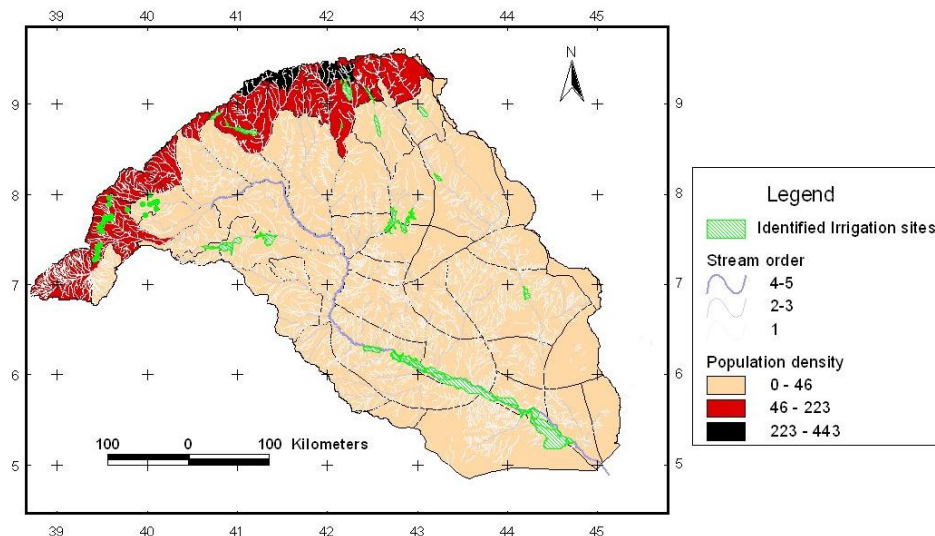 39 40 41 42 43 44 45
N
9 9
8 8
7 7
6 6
5 5
100 0 100 Kilometers
39 40 41 42 43 44 45
Legend
Identified Irrigation sites
Stream order
4-5
2-3
1
Population density
0 - 46
46 - 223
223 - 443